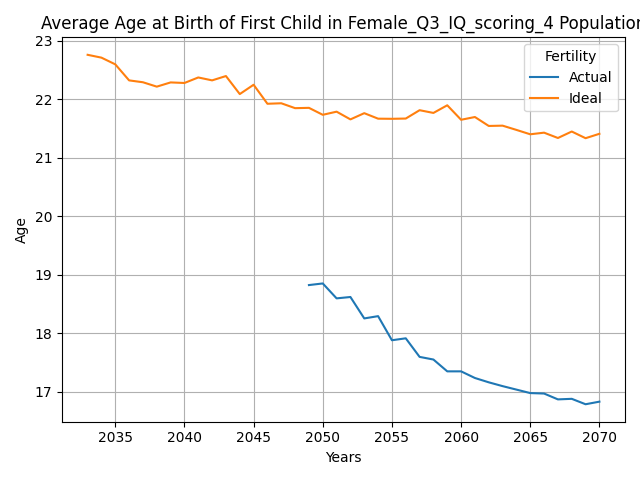 Average Age at Birth of First Child in Female_Q3_IQ_scoring_4 Population
Fertility
Actual
Ideal
23
22
21
20
19
18
17
Age
2035 2040 2045 2050 2055 2060 2065 2070
Years